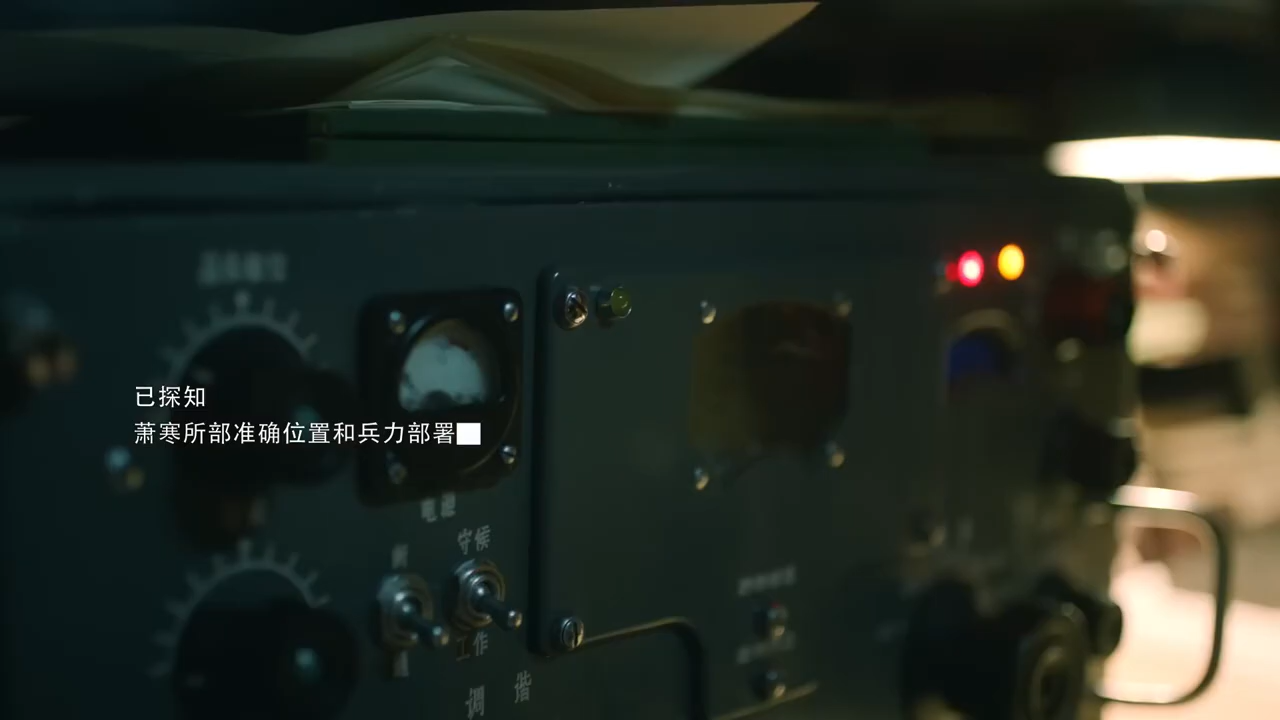 已探知
萧寒所部准确位置和兵力部署
电源
守候
工作
调谐